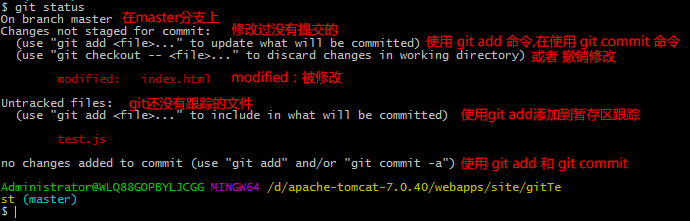 $ git status
On branch master 在master分支上
Changes not staged for commit: 修改过没有提交的
(use "git add <file>..." to update what will be committed) 使用 git add 命令,在使用 git commit 命令
(use "git checkout -- <file>..." to discard changes in working directory) 或者 撤销修改
modified: index.html modified：被修改
Untracked files: git还没有跟踪的文件
(use "git add <file>..." to include in what will be committed) 使用git add添加到暂存区跟踪
test.js
no changes added to commit (use "git add" and/or "git commit -a") 使用 git add 和 git commit
Administrator@WLQ88GOPBYLJCGG MINGW64 /d/apache-tomcat-7.0.40/webapps/site/gitTe
st (master)
$